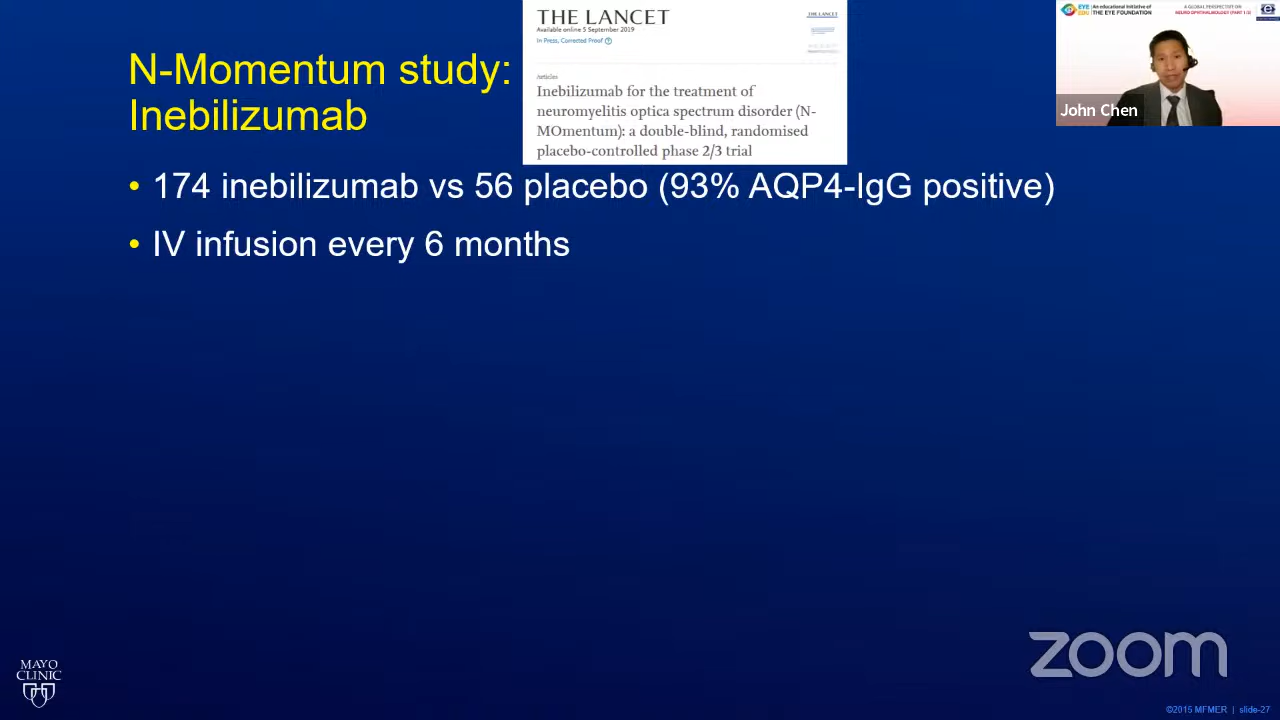 N-Momentum study:
Inebilizumab
THE LANCET
Available online 5 September 2019
In Press, Corrected Proof
Articles
Inebilizumab for the treatment of
neuromyelitis optica spectrum disorder (N-
MOmentum): a double-blind, randomised
placebo-controlled phase 2/3 trial
THE LANCET
EYE
EDU
An educational initiative of
THE EYE FOUNDATION
A GLOBAL PERSPECTIVE ON
NEURO OPHTHALMOLOGY (PART 1/2)
John Chen
• 174 inebilizumab vs 56 placebo (93% AQP4-IgG positive)
• IV infusion every 6 months
MAYO
CLINIC
zoom
©2015 MFMER | slide-27